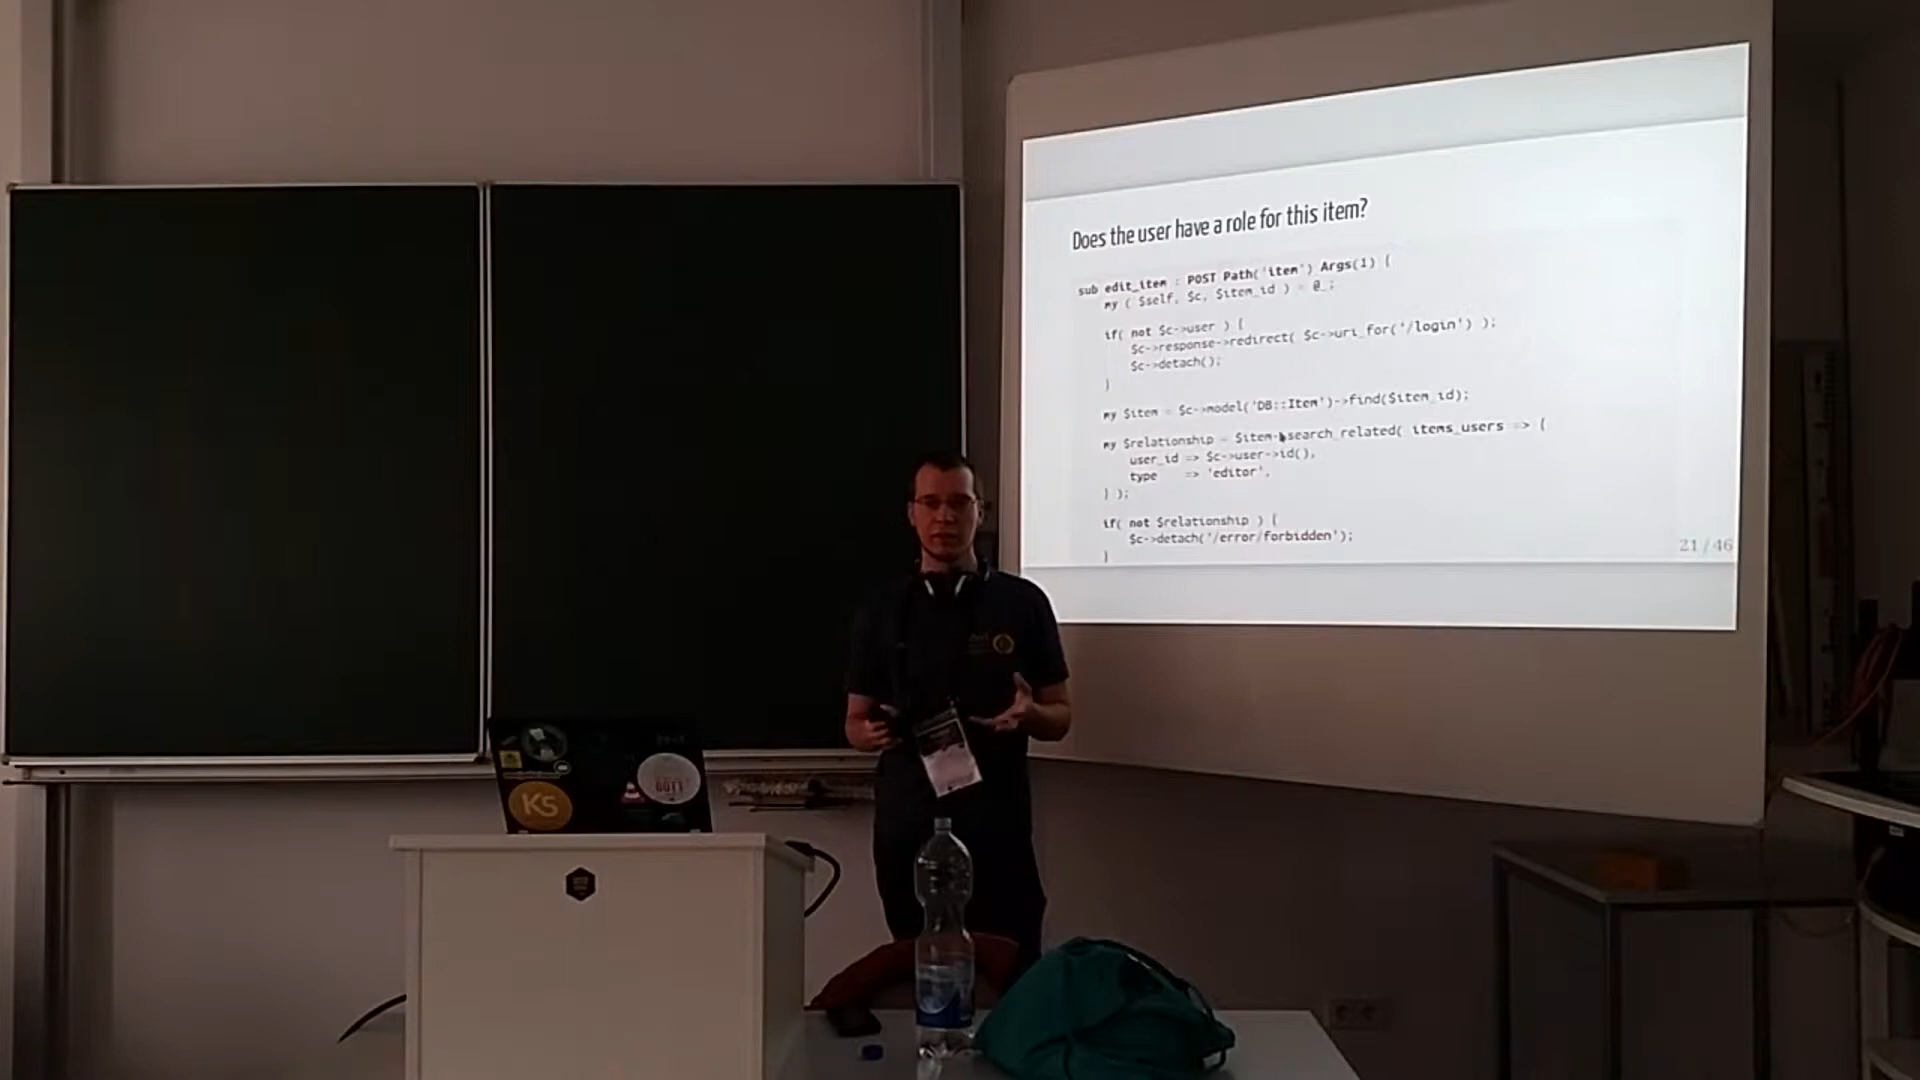 Does the user have a role for this item?
sub edit_item : POST Path('item') Args(1) {
my ( $self, $c, $item_id ) = @_;
if( not $c->user ) {
$c->response->redirect( $c->uri_for('/login') );
$c->detach();
}
my $item = $c->model('DB::Item')->find($item_id);
my $relationship = $item->search_related( items_users => {
user_id => $c->user->id(),
type => 'editor',
} );
if( not $relationship ) {
$c->detach('/error/forbidden');
}
21 / 46
KS